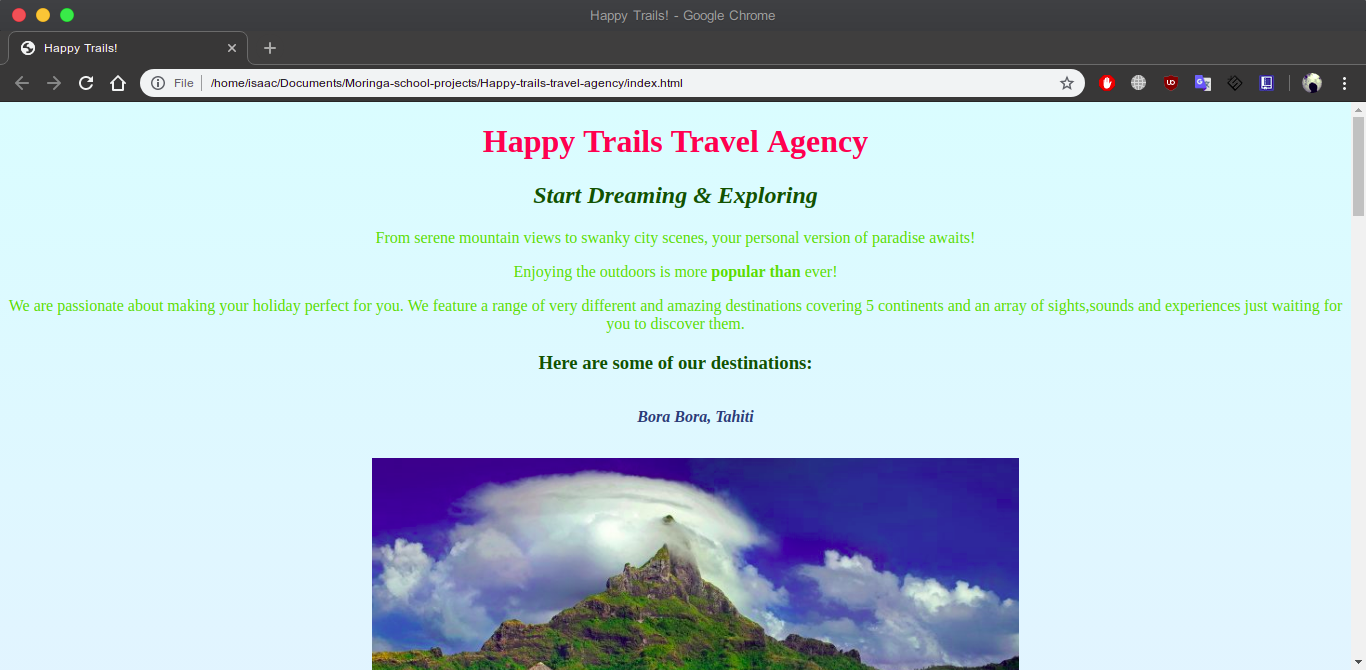 Happy Trails! - Google Chrome
Happy Trails!
File
/home/isaac/Documents/Moringa-school-projects/Happy-trails-travel-agency/index.html
Happy Trails Travel Agency
Start Dreaming & Exploring
From serene mountain views to swanky city scenes, your personal version of paradise awaits!
Enjoying the outdoors is more popular than ever!
We are passionate about making your holiday perfect for you. We feature a range of very different and amazing destinations covering 5 continents and an array of sights,sounds and experiences just waiting for
you to discover them.
Here are some of our destinations:
Bora Bora, Tahiti